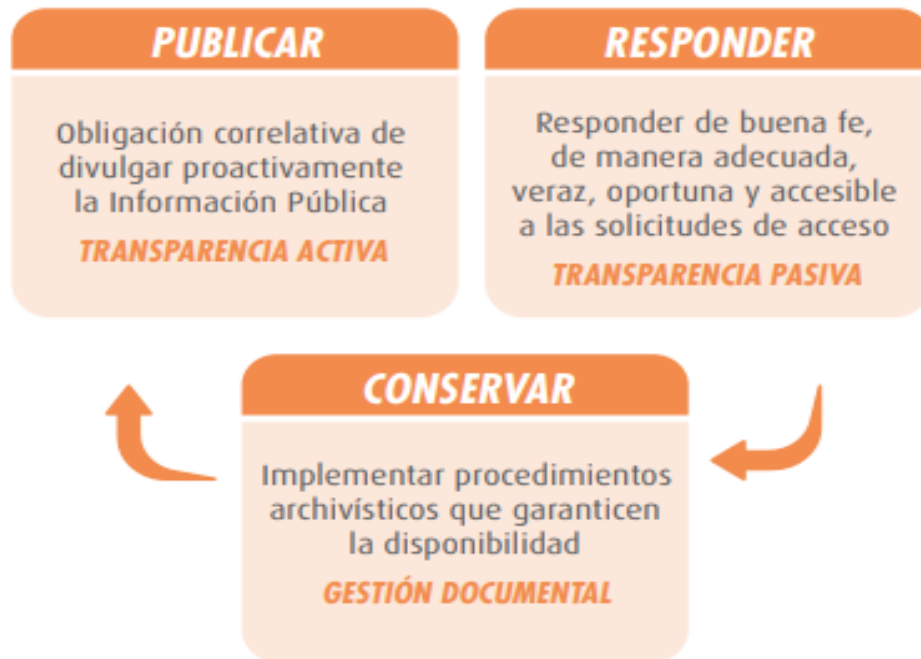 PUBLICAR
Obligación correlativa de
divulgar proactivamente
la Información Pública
TRANSPARENCIA ACTIVA
RESPONDER
Responder de buena fe,
de manera adecuada,
veraz, oportuna y accesible
a las solicitudes de acceso
TRANSPARENCIA PASIVA
CONSERVAR
Implementar procedimientos
archivísticos que garanticen
la disponibilidad
GESTIÓN DOCUMENTAL